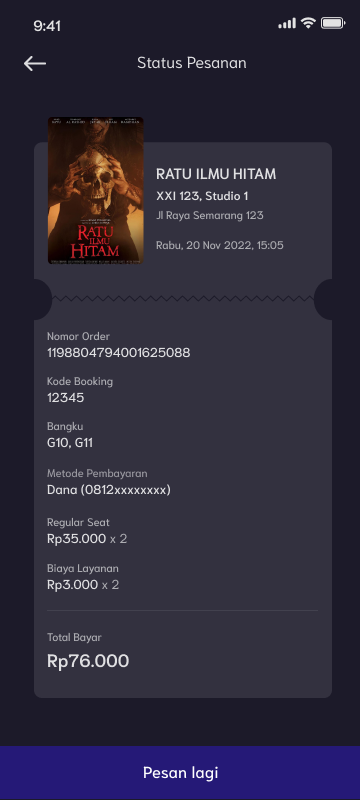 9:41
Status Pesanan
RATU
ILMU
HITAM
RATU ILMU HITAM
XXI 123, Studio 1
Jl Raya Semarang 123
Rabu, 20 Nov 2022, 15:05
Nomor Order
1198804794001625088
Kode Booking
12345
Bangku
G10, G11
Metode Pembayaran
Dana (0812xxxxxxxx)
Regular Seat
Rp35.000 x 2
Biaya Layanan
Rp3.000 x 2
Total Bayar
Rp76.000
Pesan lagi